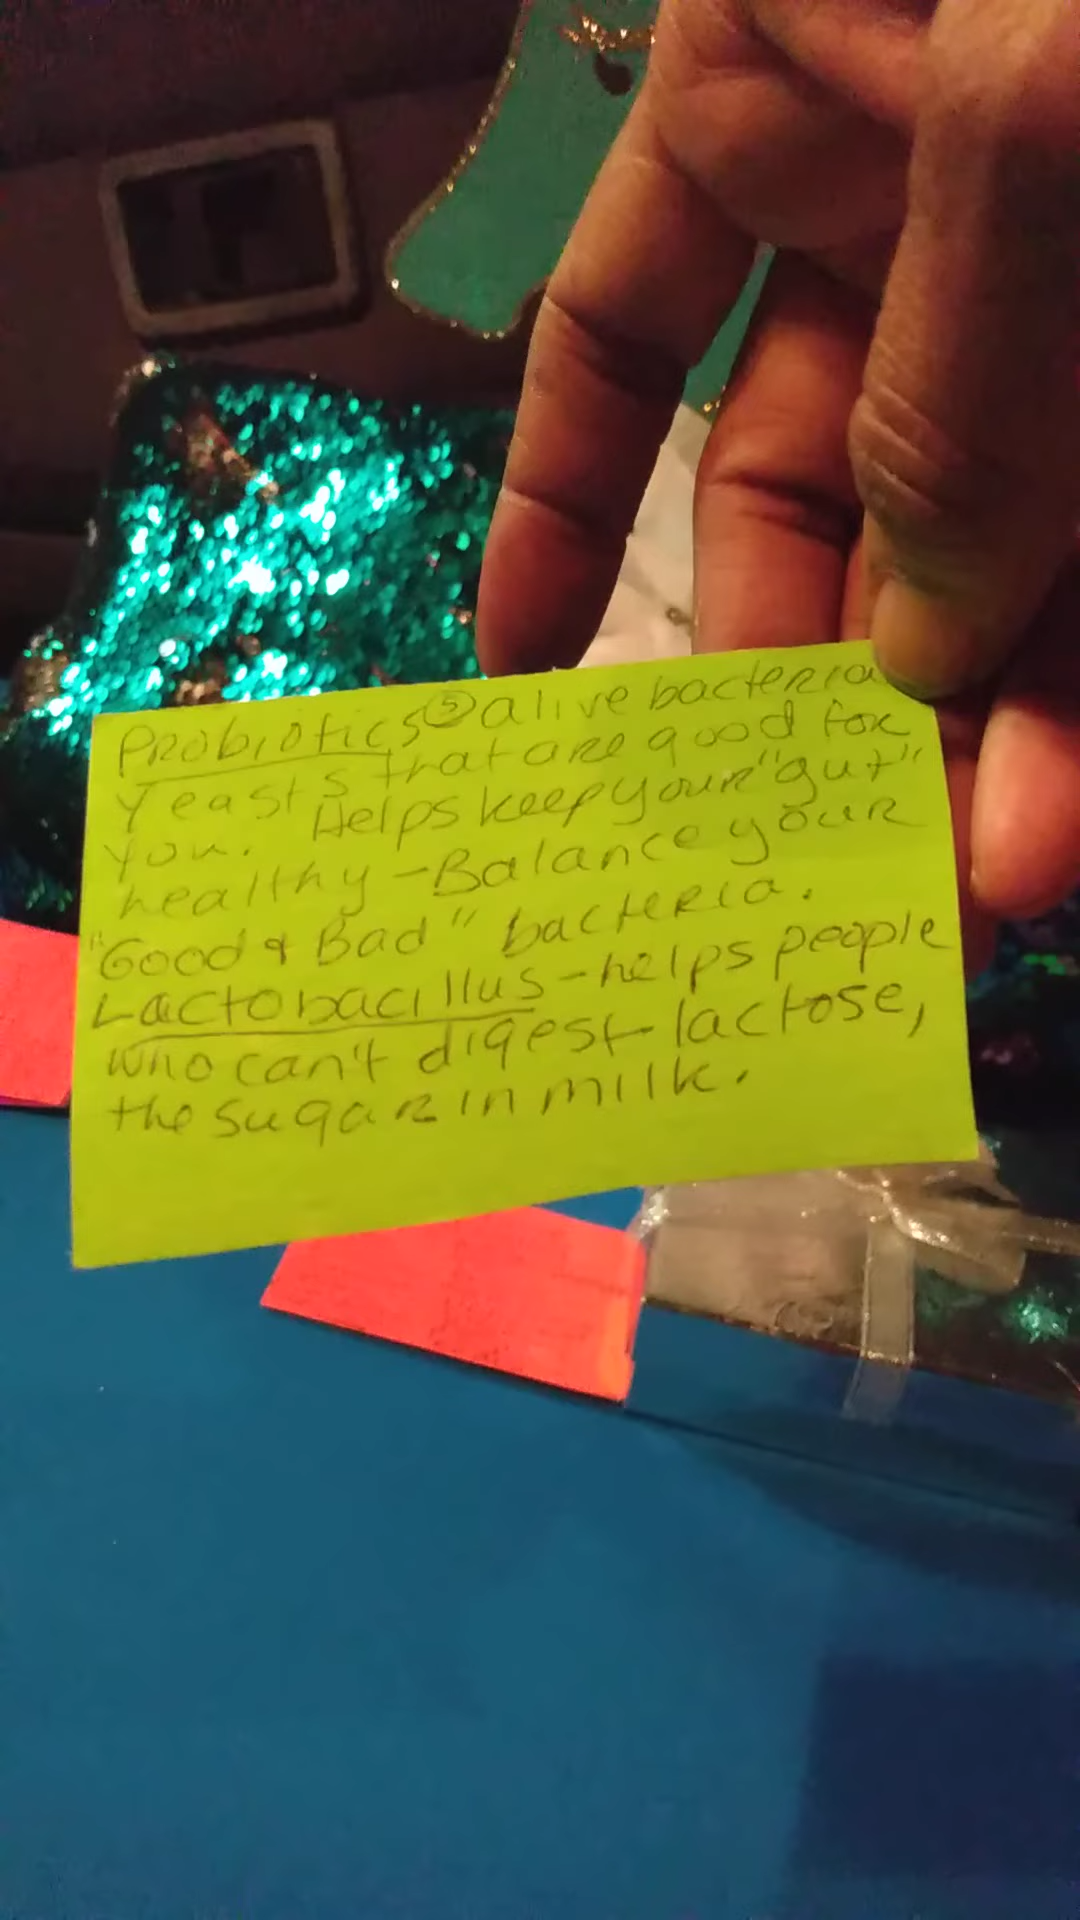 Probiotics ⑤ alive bacteria
Yeasts that are good for
you. Helps keep your "gut"
healthy - Balance your
"Good & Bad" bacteria.
Lactobacillus - helps people
who can't digest lactose,
the sugar in milk.